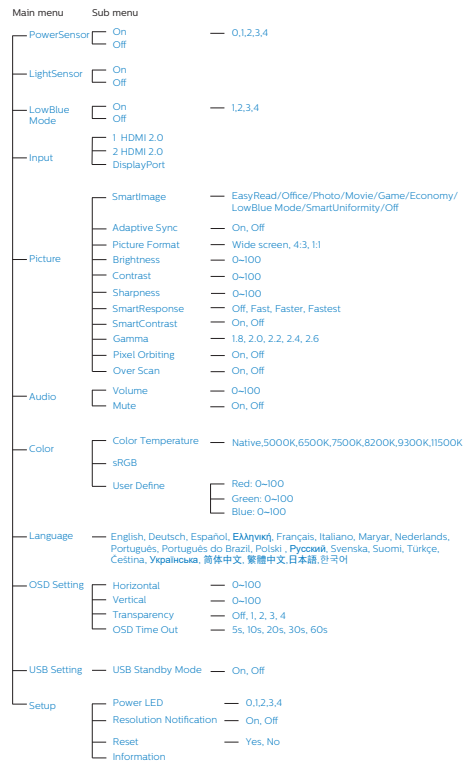 Main menu Sub menu
PowerSensor On 0,1,2,3,4
Off
LightSensor On
Off
LowBlue Mode On 1,2,3,4
Off
Input 1 HDMI 2.0
2 HDMI 2.0
DisplayPort
Picture SmartImage EasyRead/Office/Photo/Movie/Game/Economy/
LowBlue Mode/SmartUniformity/Off
Adaptive Sync On, Off
Picture Format Wide screen, 4:3, 1:1
Brightness 0~100
Contrast 0~100
Sharpness 0~100
SmartResponse Off, Fast, Faster, Fastest
SmartContrast On, Off
Gamma 1.8, 2.0, 2.2, 2.4, 2.6
Pixel Orbiting On, Off
Over Scan On, Off
Audio Volume 0~100
Mute On, Off
Color Color Temperature Native,5000K,6500K,7500K,8200K,9300K,11500K
sRGB
User Define Red: 0~100
Green: 0~100
Blue: 0~100
Language English, Deutsch, Español, Ελληνική, Français, Italiano, Maryar, Nederlands,
Português, Português do Brazil, Polski , Русский, Svenska, Suomi, Türkçe,
Čeština, Українська, 简体中文, 繁體中文,日本語,한국어
OSD Setting Horizontal 0~100
Vertical 0~100
Transparency Off, 1, 2, 3, 4
OSD Time Out 5s, 10s, 20s, 30s, 60s
USB Setting USB Standby Mode On, Off
Setup Power LED 0,1,2,3,4
Resolution Notification On, Off
Reset Yes, No
Information